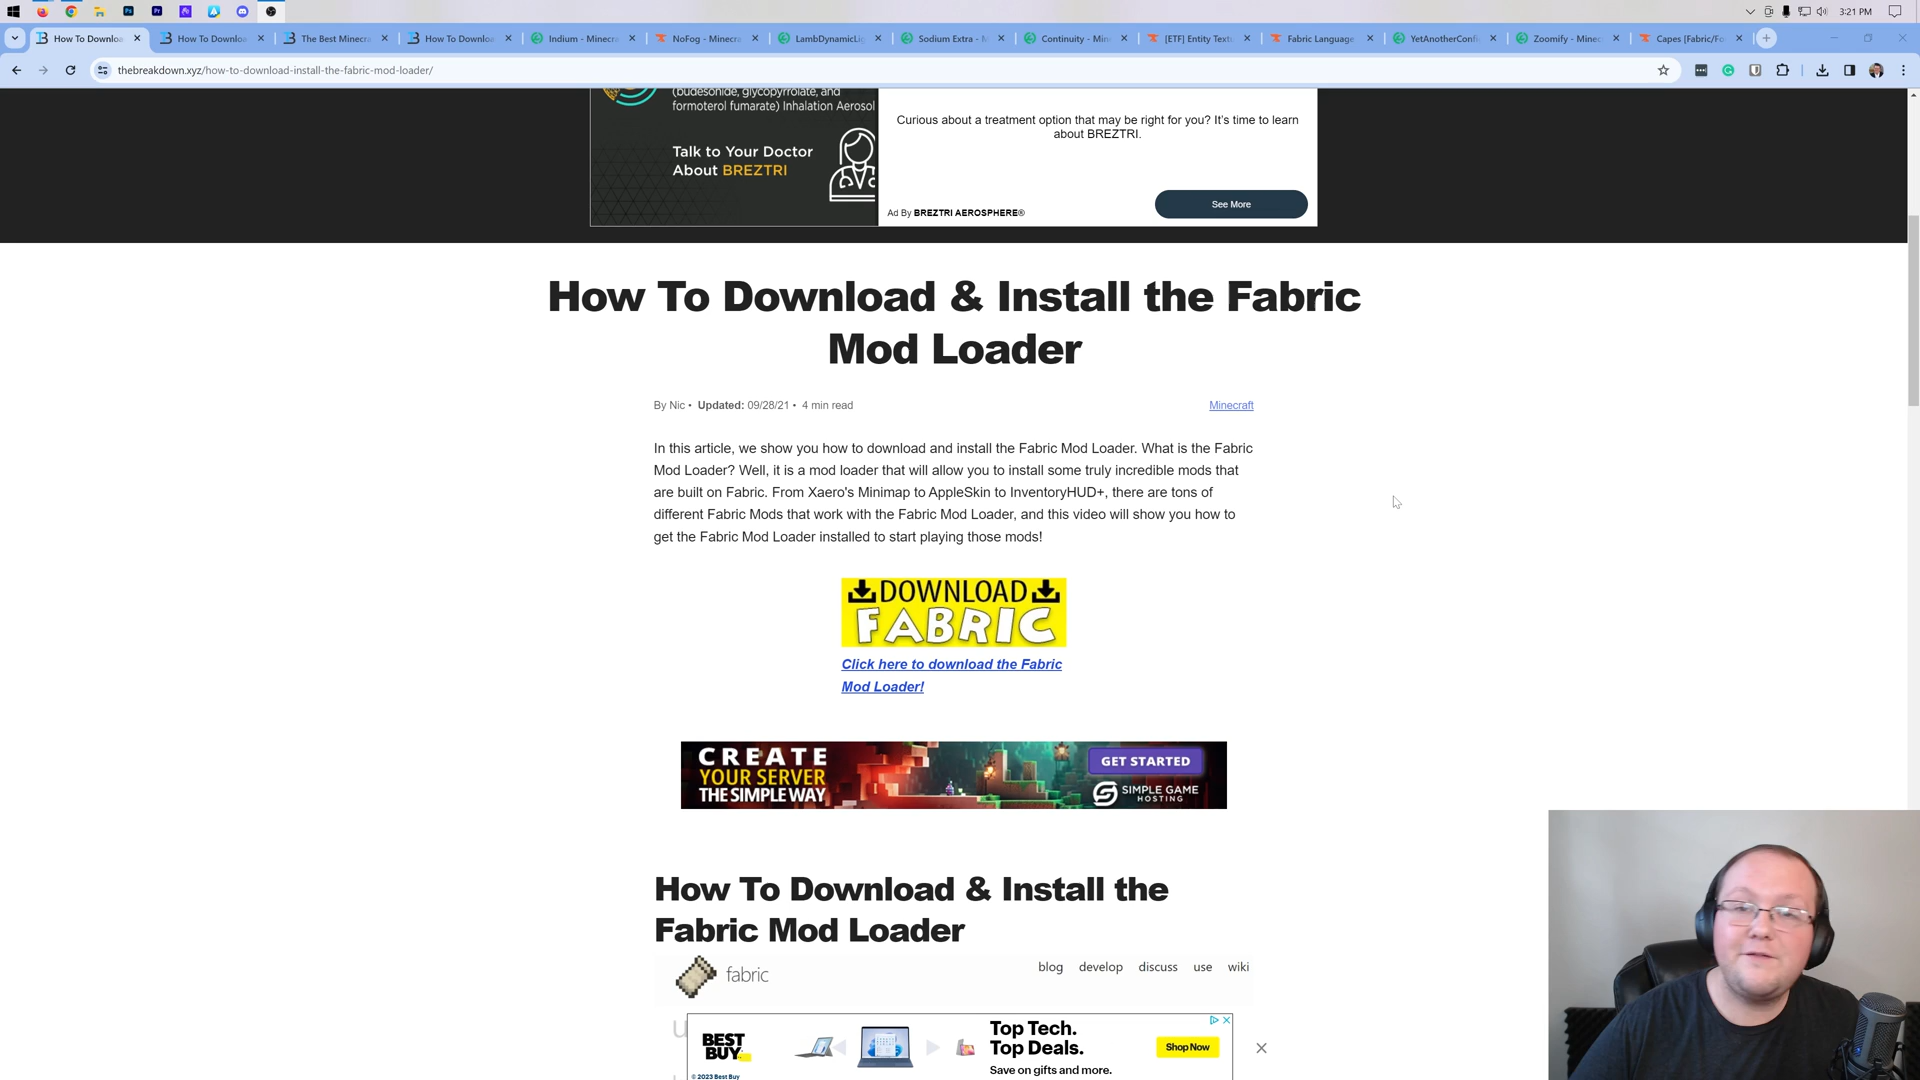 3:21 PM
How To Downloa
How To Downloa
The Best Minecra
How To Downloa
Indium - Minecra
NoFog - Minecra
LambDynamicLig
Sodium Extra - M
Continuity - Min
[ETF] Entity Text
Fabric Language
YetAnotherConfi
Zoomify - Minec
Capes [Fabric/Fo
thebreakdown.xyz/how-to-download-install-the-fabric-mod-loader/
(budesonide, glycopyrrolate, and
formoterol fumarate) Inhalation Aerosol
Talk to Your Doctor
About BREZTRI
Curious about a treatment option that may be right for you? It's time to learn
about BREZTRI.
See More
Ad By BREZTRI AEROSPHERE®
How To Download & Install the Fabric
Mod Loader
By Nic • Updated: 09/28/21 • 4 min read
Minecraft
In this article, we show you how to download and install the Fabric Mod Loader. What is the Fabric
Mod Loader? Well, it is a mod loader that will allow you to install some truly incredible mods that
are built on Fabric. From Xaero's Minimap to AppleSkin to InventoryHUD+, there are tons of
different Fabric Mods that work with the Fabric Mod Loader, and this video will show you how to
get the Fabric Mod Loader installed to start playing those mods!
DOWNLOAD
FABRIC
Click here to download the Fabric
Mod Loader!
CREATE
YOUR SERVER
THE SIMPLE WAY
GET STARTED
SIMPLE GAME
HOSTING
How To Download & Install the
Fabric Mod Loader
fabric
blog develop discuss use wiki
BEST
BUY
© 2023 Best Buy
Top Tech.
Top Deals.
Save on gifts and more.
Shop Now